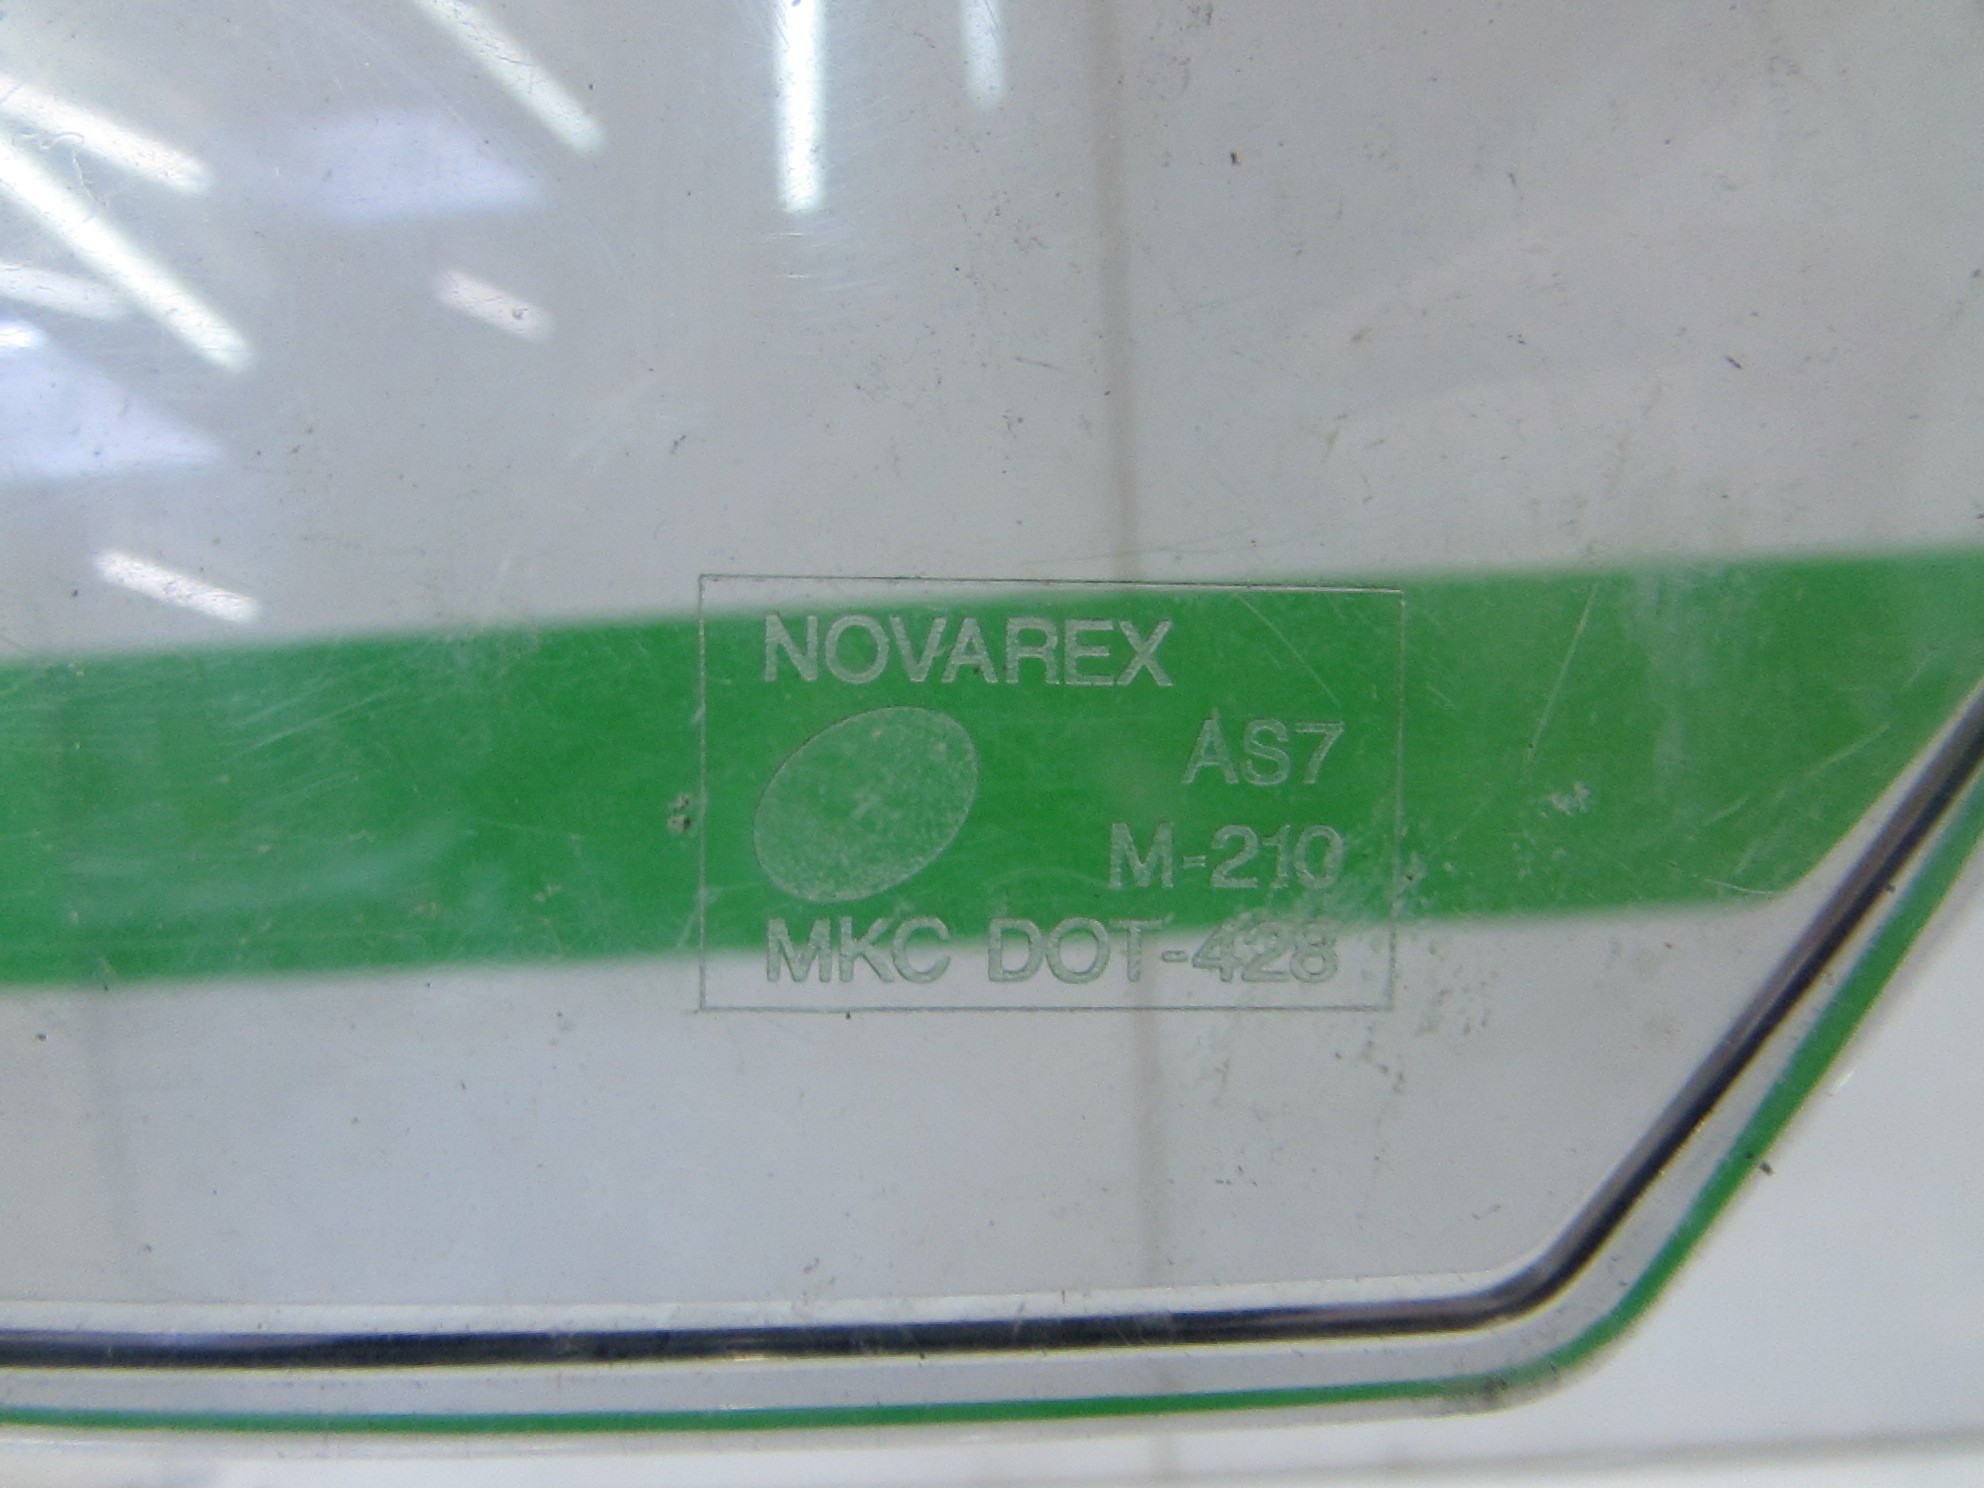 NOVAREX
AS7
M-210
MKC DOT-428